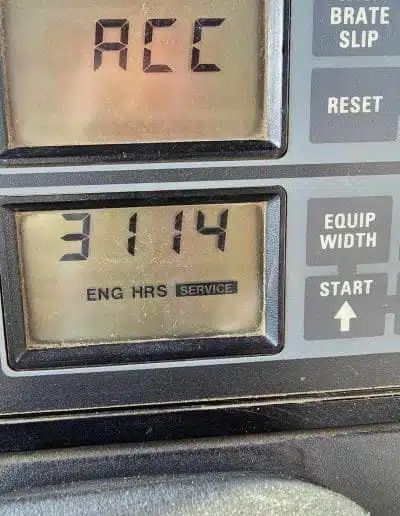 ACC
BRATE
SLIP
RESET
3114
ENG HRS SERVICE
EQUIP
WIDTH
START